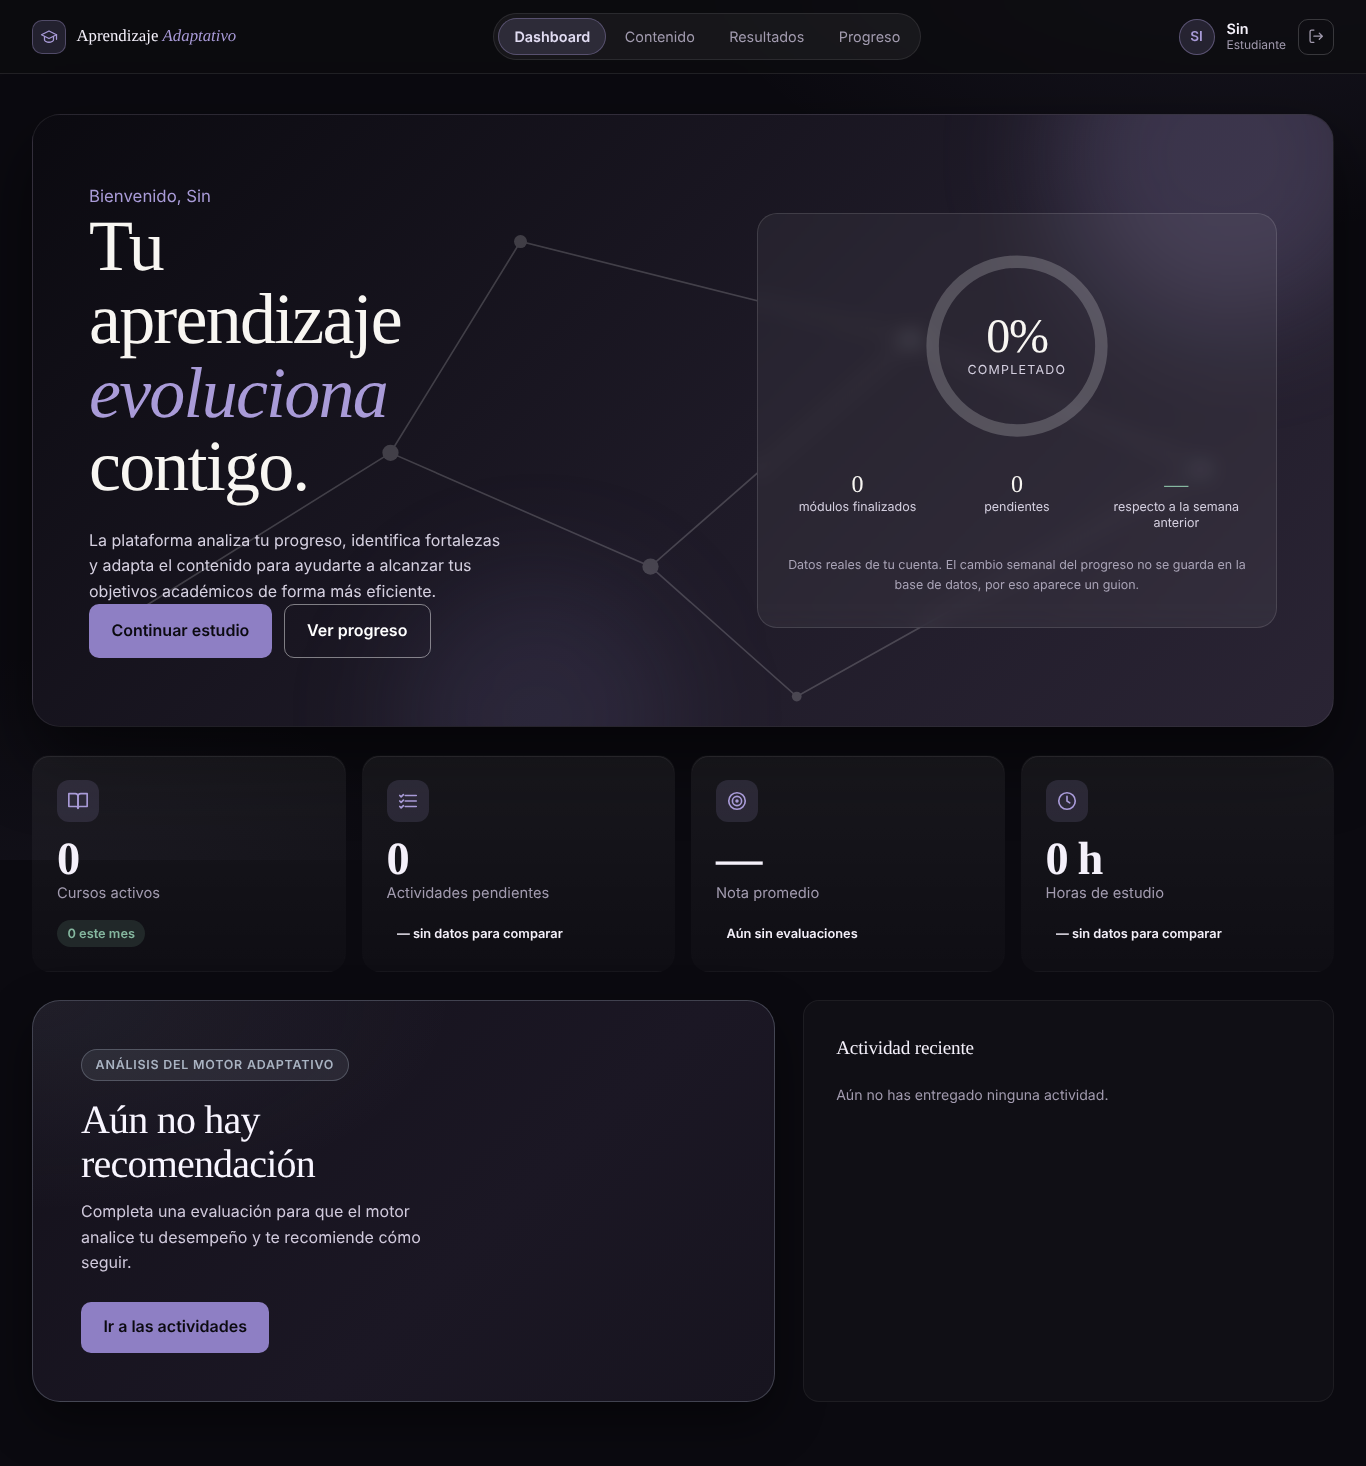 Aprendizaje Adaptativo
Dashboard
Contenido
Resultados
Progreso
SI
Sin
Estudiante
Bienvenido, Sin
Tu
aprendizaje
evoluciona
contigo.
La plataforma analiza tu progreso, identifica fortalezas
y adapta el contenido para ayudarte a alcanzar tus
objetivos académicos de forma más eficiente.
Continuar estudio
Ver progreso
0%
COMPLETADO
0
módulos finalizados
0
pendientes
—
respecto a la semana
anterior
Datos reales de tu cuenta. El cambio semanal del progreso no se guarda en la
base de datos, por eso aparece un guion.
0
Cursos activos
0 este mes
0
Actividades pendientes
— sin datos para comparar
—
Nota promedio
Aún sin evaluaciones
0 h
Horas de estudio
— sin datos para comparar
ANÁLISIS DEL MOTOR ADAPTATIVO
Aún no hay
recomendación
Completa una evaluación para que el motor
analice tu desempeño y te recomiende cómo
seguir.
Ir a las actividades
Actividad reciente
Aún no has entregado ninguna actividad.